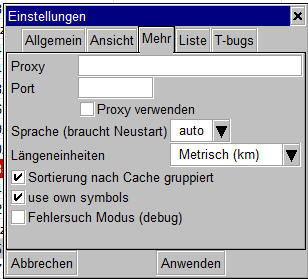 Einstellungen
Allgemein Ansicht Mehr Liste T-bugs
Proxy
Port
Proxy verwenden
Sprache (braucht Neustart) auto
Längeneinheiten Metrisch (km)
Sortierung nach Cache gruppiert
use own symbols
Fehlersuch Modus (debug)
Abbrechen Anwenden